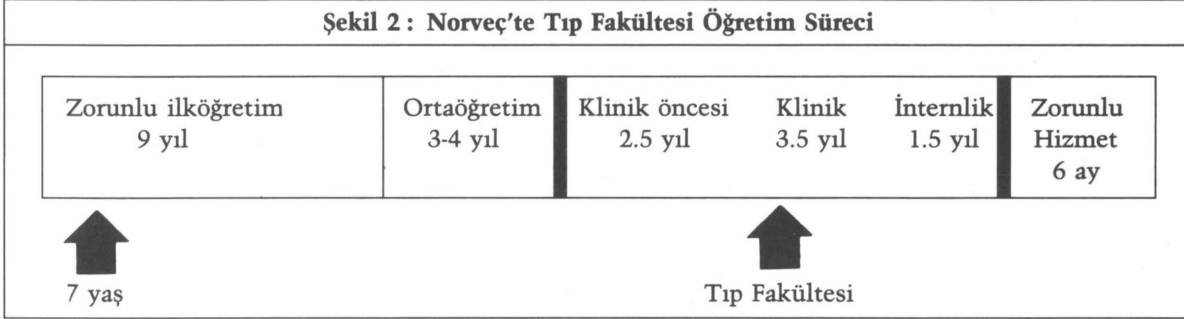 Şekil 2 : Norveç'te Tıp Fakültesi Öğretim Süreci
Zorunlu ilköğretim
9 yıl
Ortaöğretim
3-4 yıl
Klinik öncesi
2.5 yıl
Klinik
3.5 yıl
İnternlik
1.5 yıl
Zorunlu
Hizmet
6 ay
7 yaş
Tıp Fakültesi